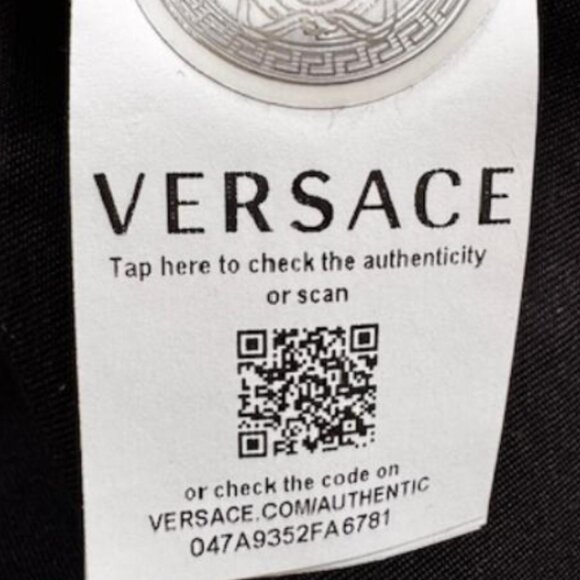 VERSACE
Tap here to check the authenticity
or scan
or check the code on
VERSACE.COM/AUTHENTIC
047A9352FA6781